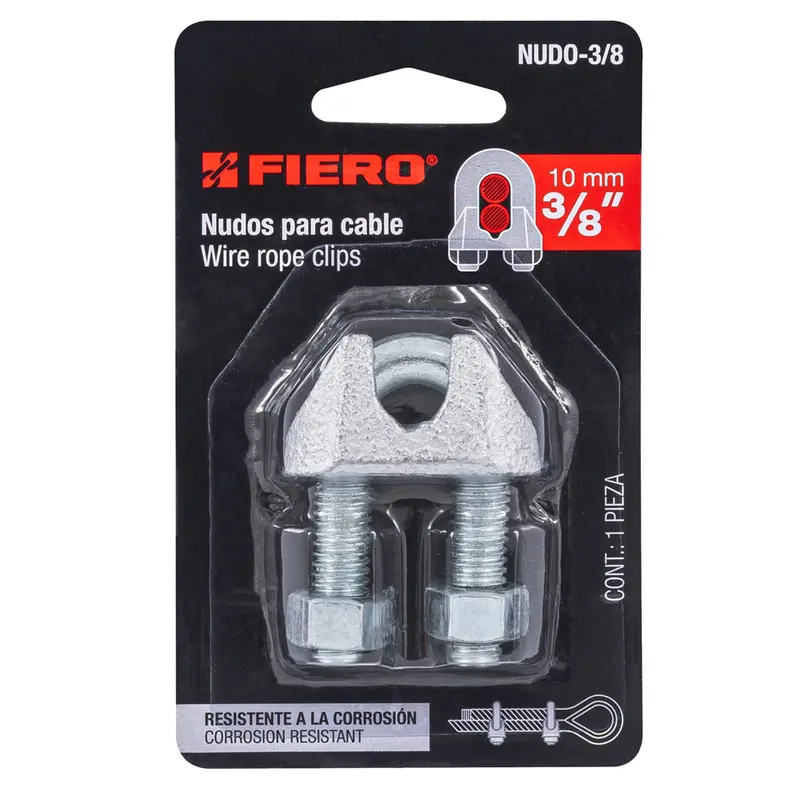 NUDO-3/8
FIERO®
Nudos para cable
Wire rope clips
10 mm
3/8"
CONT.: 1 PIEZA
RESISTENTE A LA CORROSIÓN
CORROSION RESISTANT